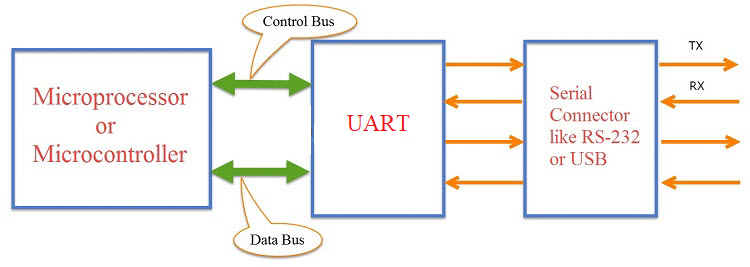 Control Bus
Microprocessor
or
Microcontroller
UART
Serial
Connector
like RS-232
or USB
TX
RX
Data Bus